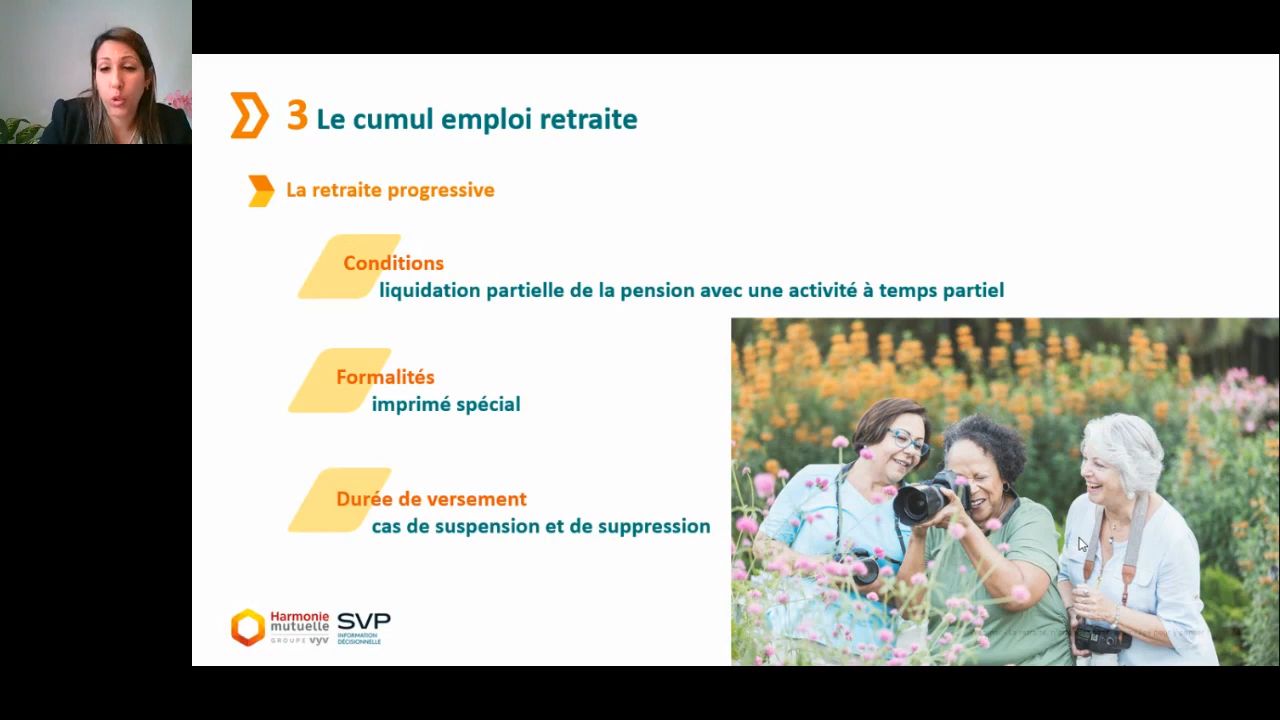 3 Le cumul emploi retraite
La retraite progressive
Conditions
liquidation partielle de la pension avec une activité à temps partiel
Formalités
imprimé spécial
Durée de versement
cas de suspension et de suppression
Harmonie
mutuelle
GROUPE vyv
SVP
INFORMATION
DÉCISIONNELLE